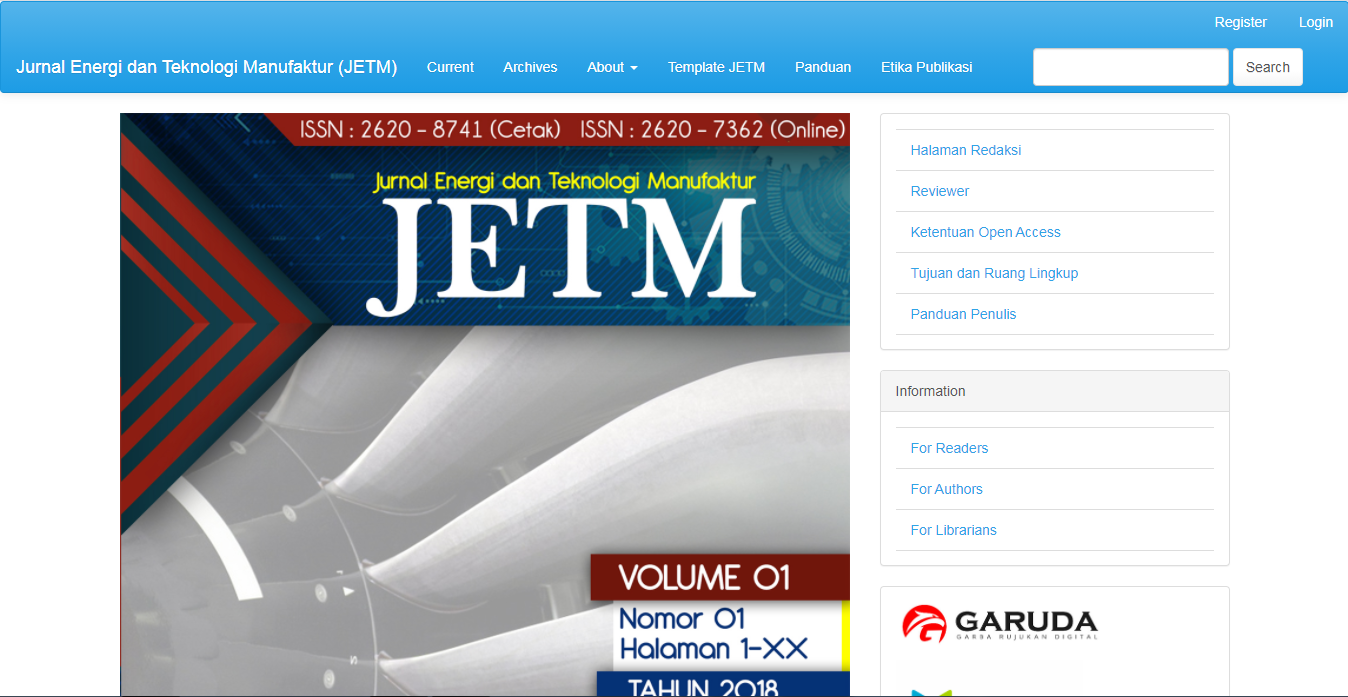 Register Login
Jurnal Energi dan Teknologi Manufaktur (JETM) Current Archives About Template JETM Panduan Etika Publikasi Search
ISSN : 2620 - 8741 (Cetak) ISSN : 2620 - 7362 (Online)
Jurnal Energi dan Teknologi Manufaktur
JETM
VOLUME 01
Nomor 01
Halaman 1-XX
TAHUN 2018
Halaman Redaksi
Reviewer
Ketentuan Open Access
Tujuan dan Ruang Lingkup
Panduan Penulis
Information
For Readers
For Authors
For Librarians
GARUDA
GARBA RUJUKAN DIGITAL